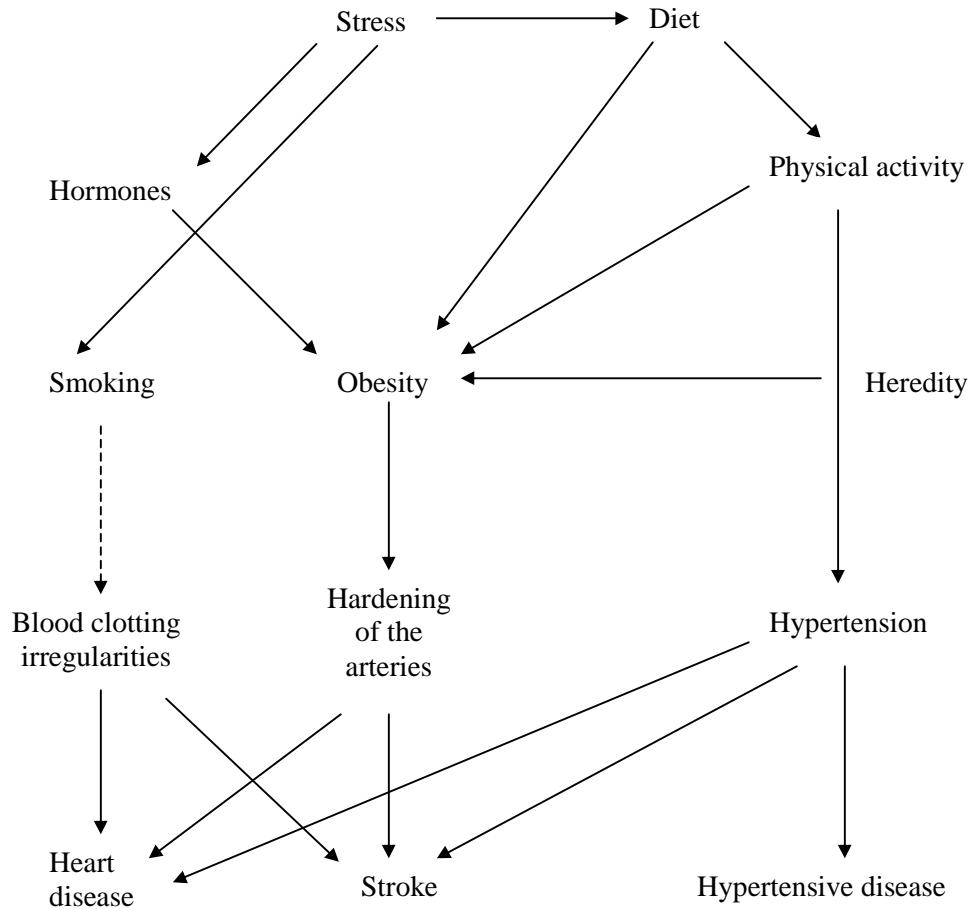 Stress
Diet
Physical activity
Hormones
Smoking
Obesity
Heredity
Blood clotting
irregularities
Hardening
of the
arteries
Hypertension
Heart
disease
Stroke
Hypertensive disease